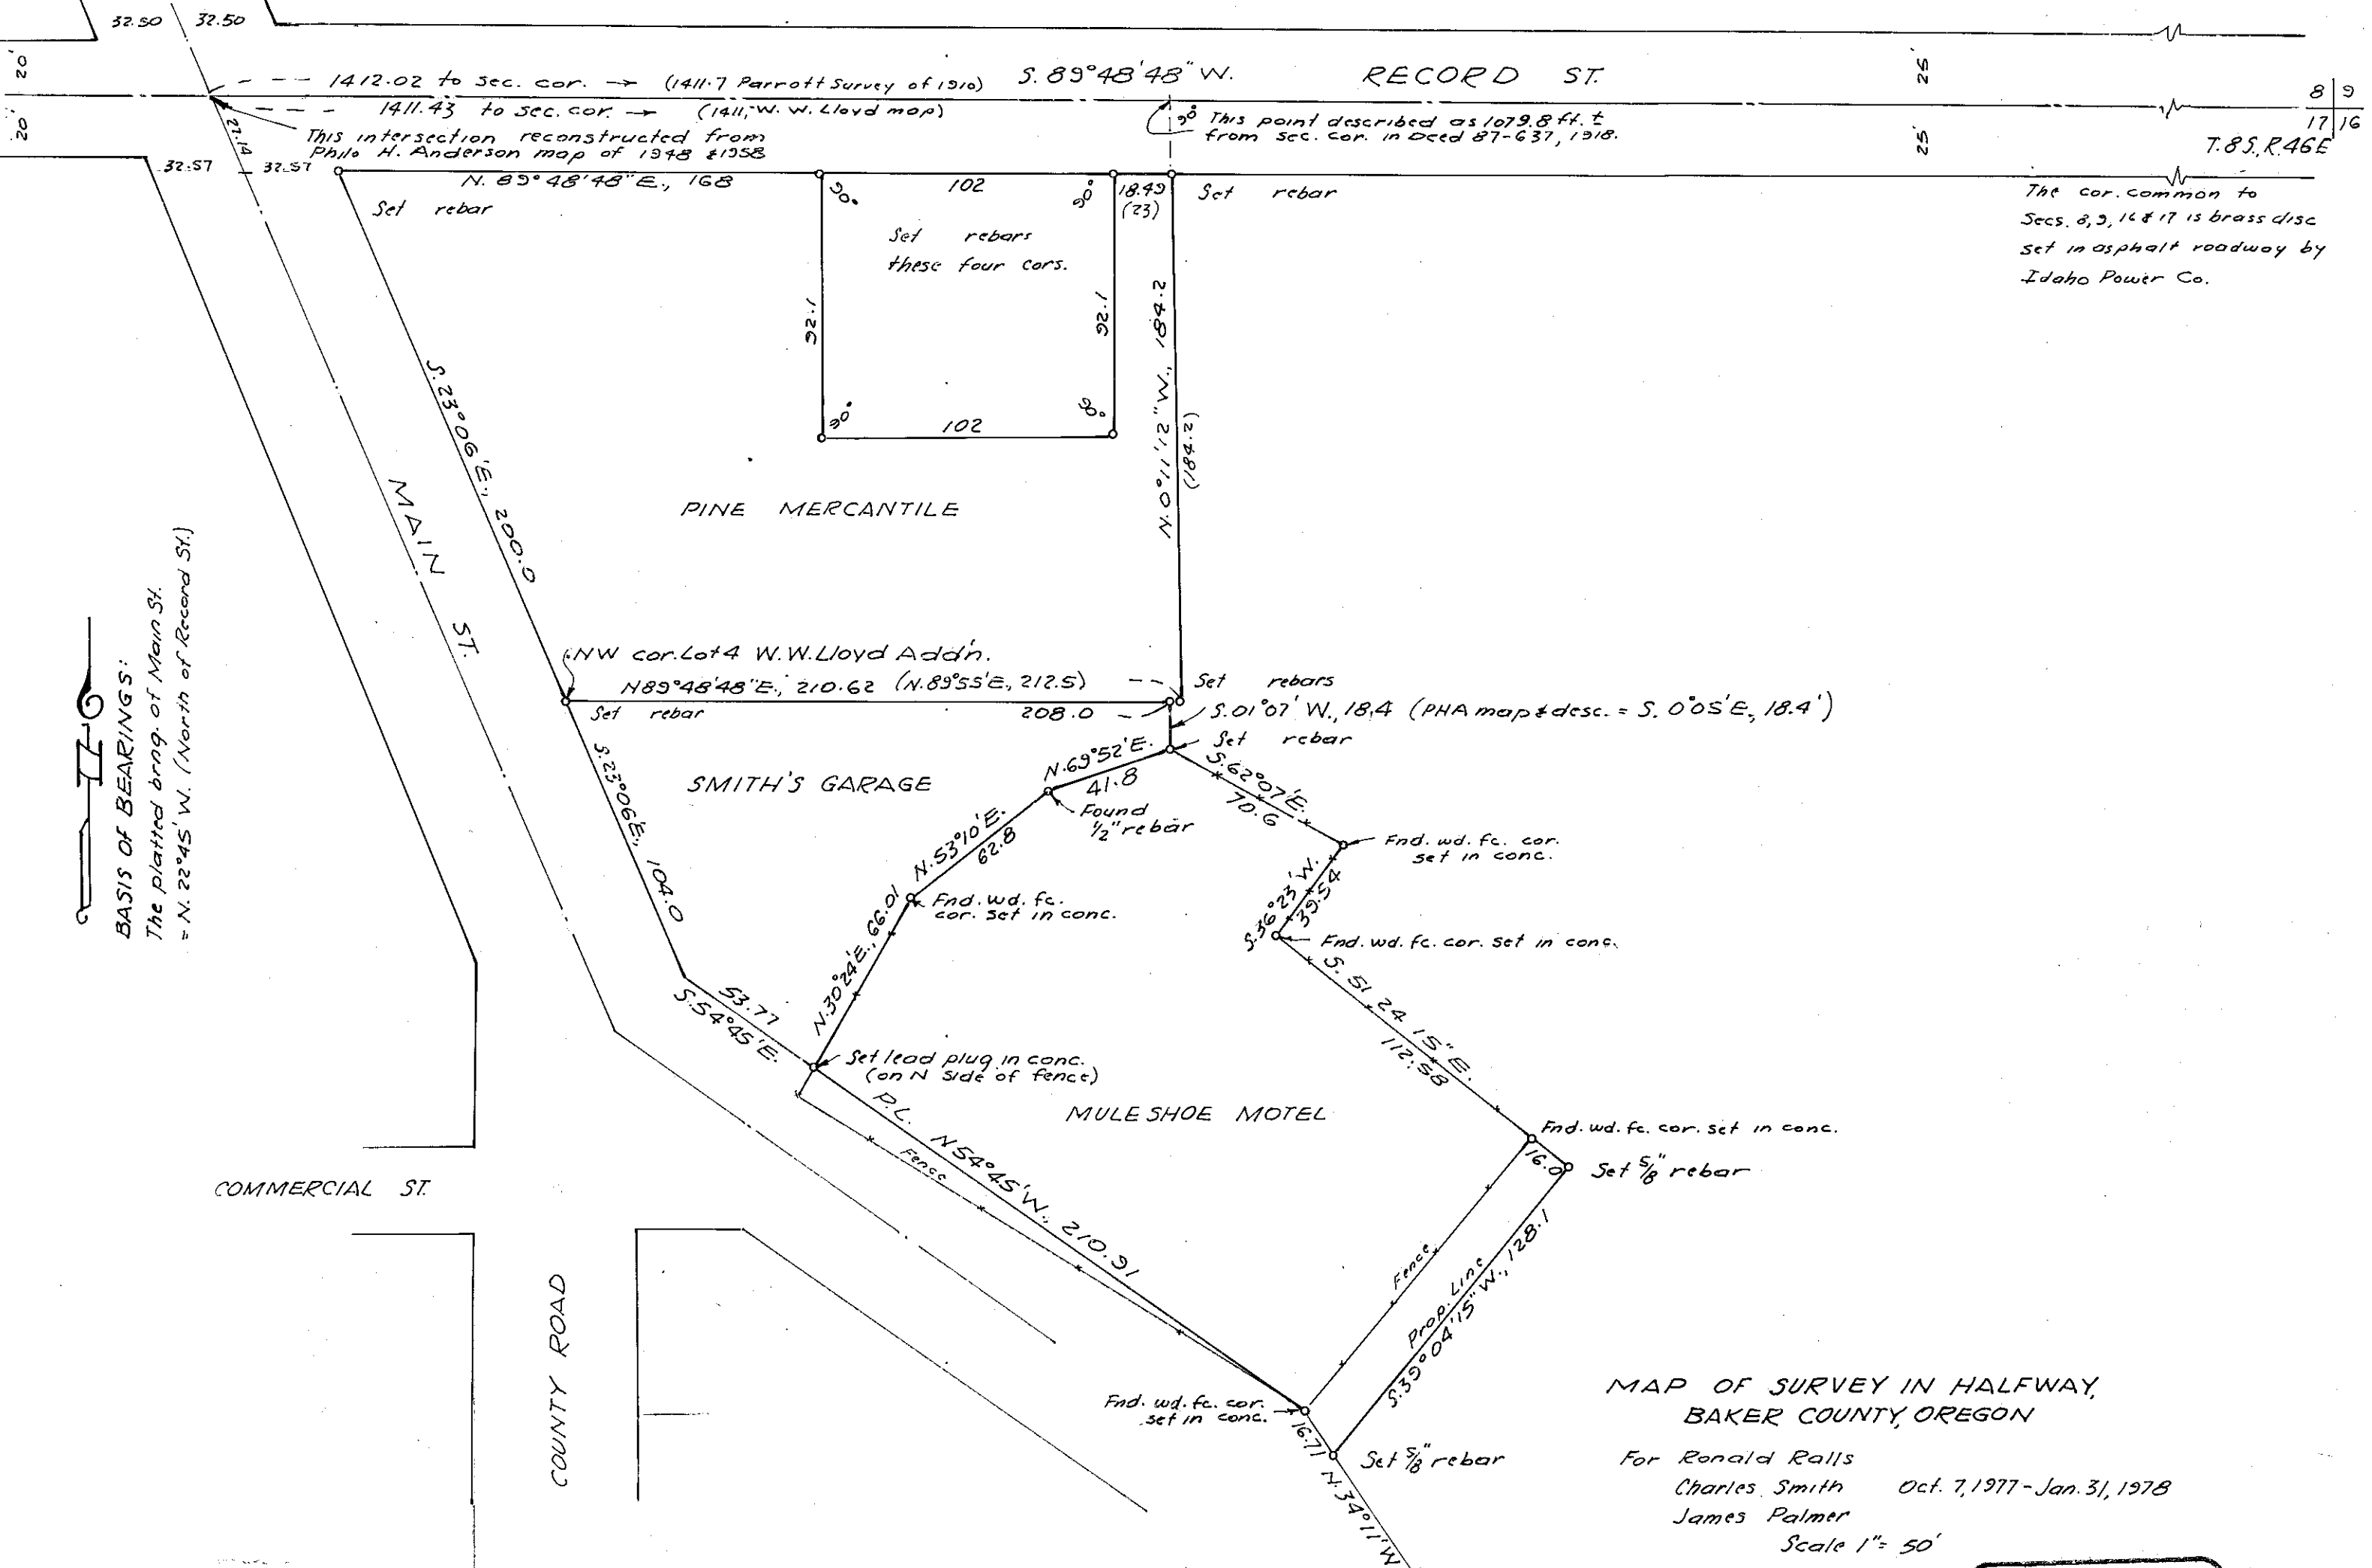 32.50 32.50
20'
20'
1412.02 to sec. cor. → (1411.7 Parrott Survey of 1910)
S. 89°48'48" W.
RECORD ST.
25'
25'
1411.43 to sec. cor. → (1411, W. W. Lloyd map)
This intersection reconstructed from
Philo H. Anderson map of 1948 & 1958
22.14
90° This point described as 1079.8 ft. ±
from sec. cor. in Deed 87-637, 1918.
8 9
17 16
T. 8 S., R. 46 E
32.57 32.57
N. 89°48'48" E., 168
102
18.49
(23)
Set rebar
Set rebar
The cor. common to
Secs. 8, 9, 16 & 17 is brass disc
set in asphalt roadway by
Idaho Power Co.
90°
90°
Set rebars
these four cors.
92.1
92.1
90°
90°
102
N. 0°11'12" W., 184.2
(184.2)
S. 23°06' E., 200.0
MAIN ST.
PINE MERCANTILE
BASIS OF BEARINGS:
The platted brng. of Main St.
= N. 22°45' W. (North of Record St.)
NW cor. Lot 4 W. W. Lloyd Add'n.
N 89°48'48" E., 210.62 (N. 89°55' E., 212.5)
Set rebars
Set rebar
208.0
S. 01°07' W., 18.4 (PHA map & desc. = S. 0°05' E., 18.4')
Set rebar
S. 23°06' E., 104.0
SMITH'S GARAGE
N. 69°52' E.
41.8
S. 62°07' E.
70.6
Found
1/2" rebar
N. 53°10' E.
62.8
Fnd. wd. fc. cor.
set in conc.
S. 36°23' W.
39.54
Fnd. wd. fc.
cor. set in conc.
Fnd. wd. fc. cor. set in conc.
N. 30°24' E., 66.01
S. 51 24 15" E.
112.58
53.77
S. 54°45' E.
Set lead plug in conc.
(on N side of fence)
MULE SHOE MOTEL
Fnd. wd. fc. cor. set in conc.
16.0
Set 5/8" rebar
P.L. N 54°45' W., 210.91
Fence
COMMERCIAL ST.
Fence
Prop. Line
S. 39°04'15" W., 128.1
COUNTY ROAD
Fnd. wd. fc. cor.
set in conc.
16.71
N. 34°11' W
Set 5/8" rebar
MAP OF SURVEY IN HALFWAY,
BAKER COUNTY, OREGON
For Ronald Ralls
Charles Smith Oct. 7, 1977 - Jan. 31, 1978
James Palmer
Scale 1" = 50'